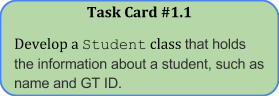 Task Card #1.1
Develop a Student class that holds
the information about a student, such as
name and GT ID.